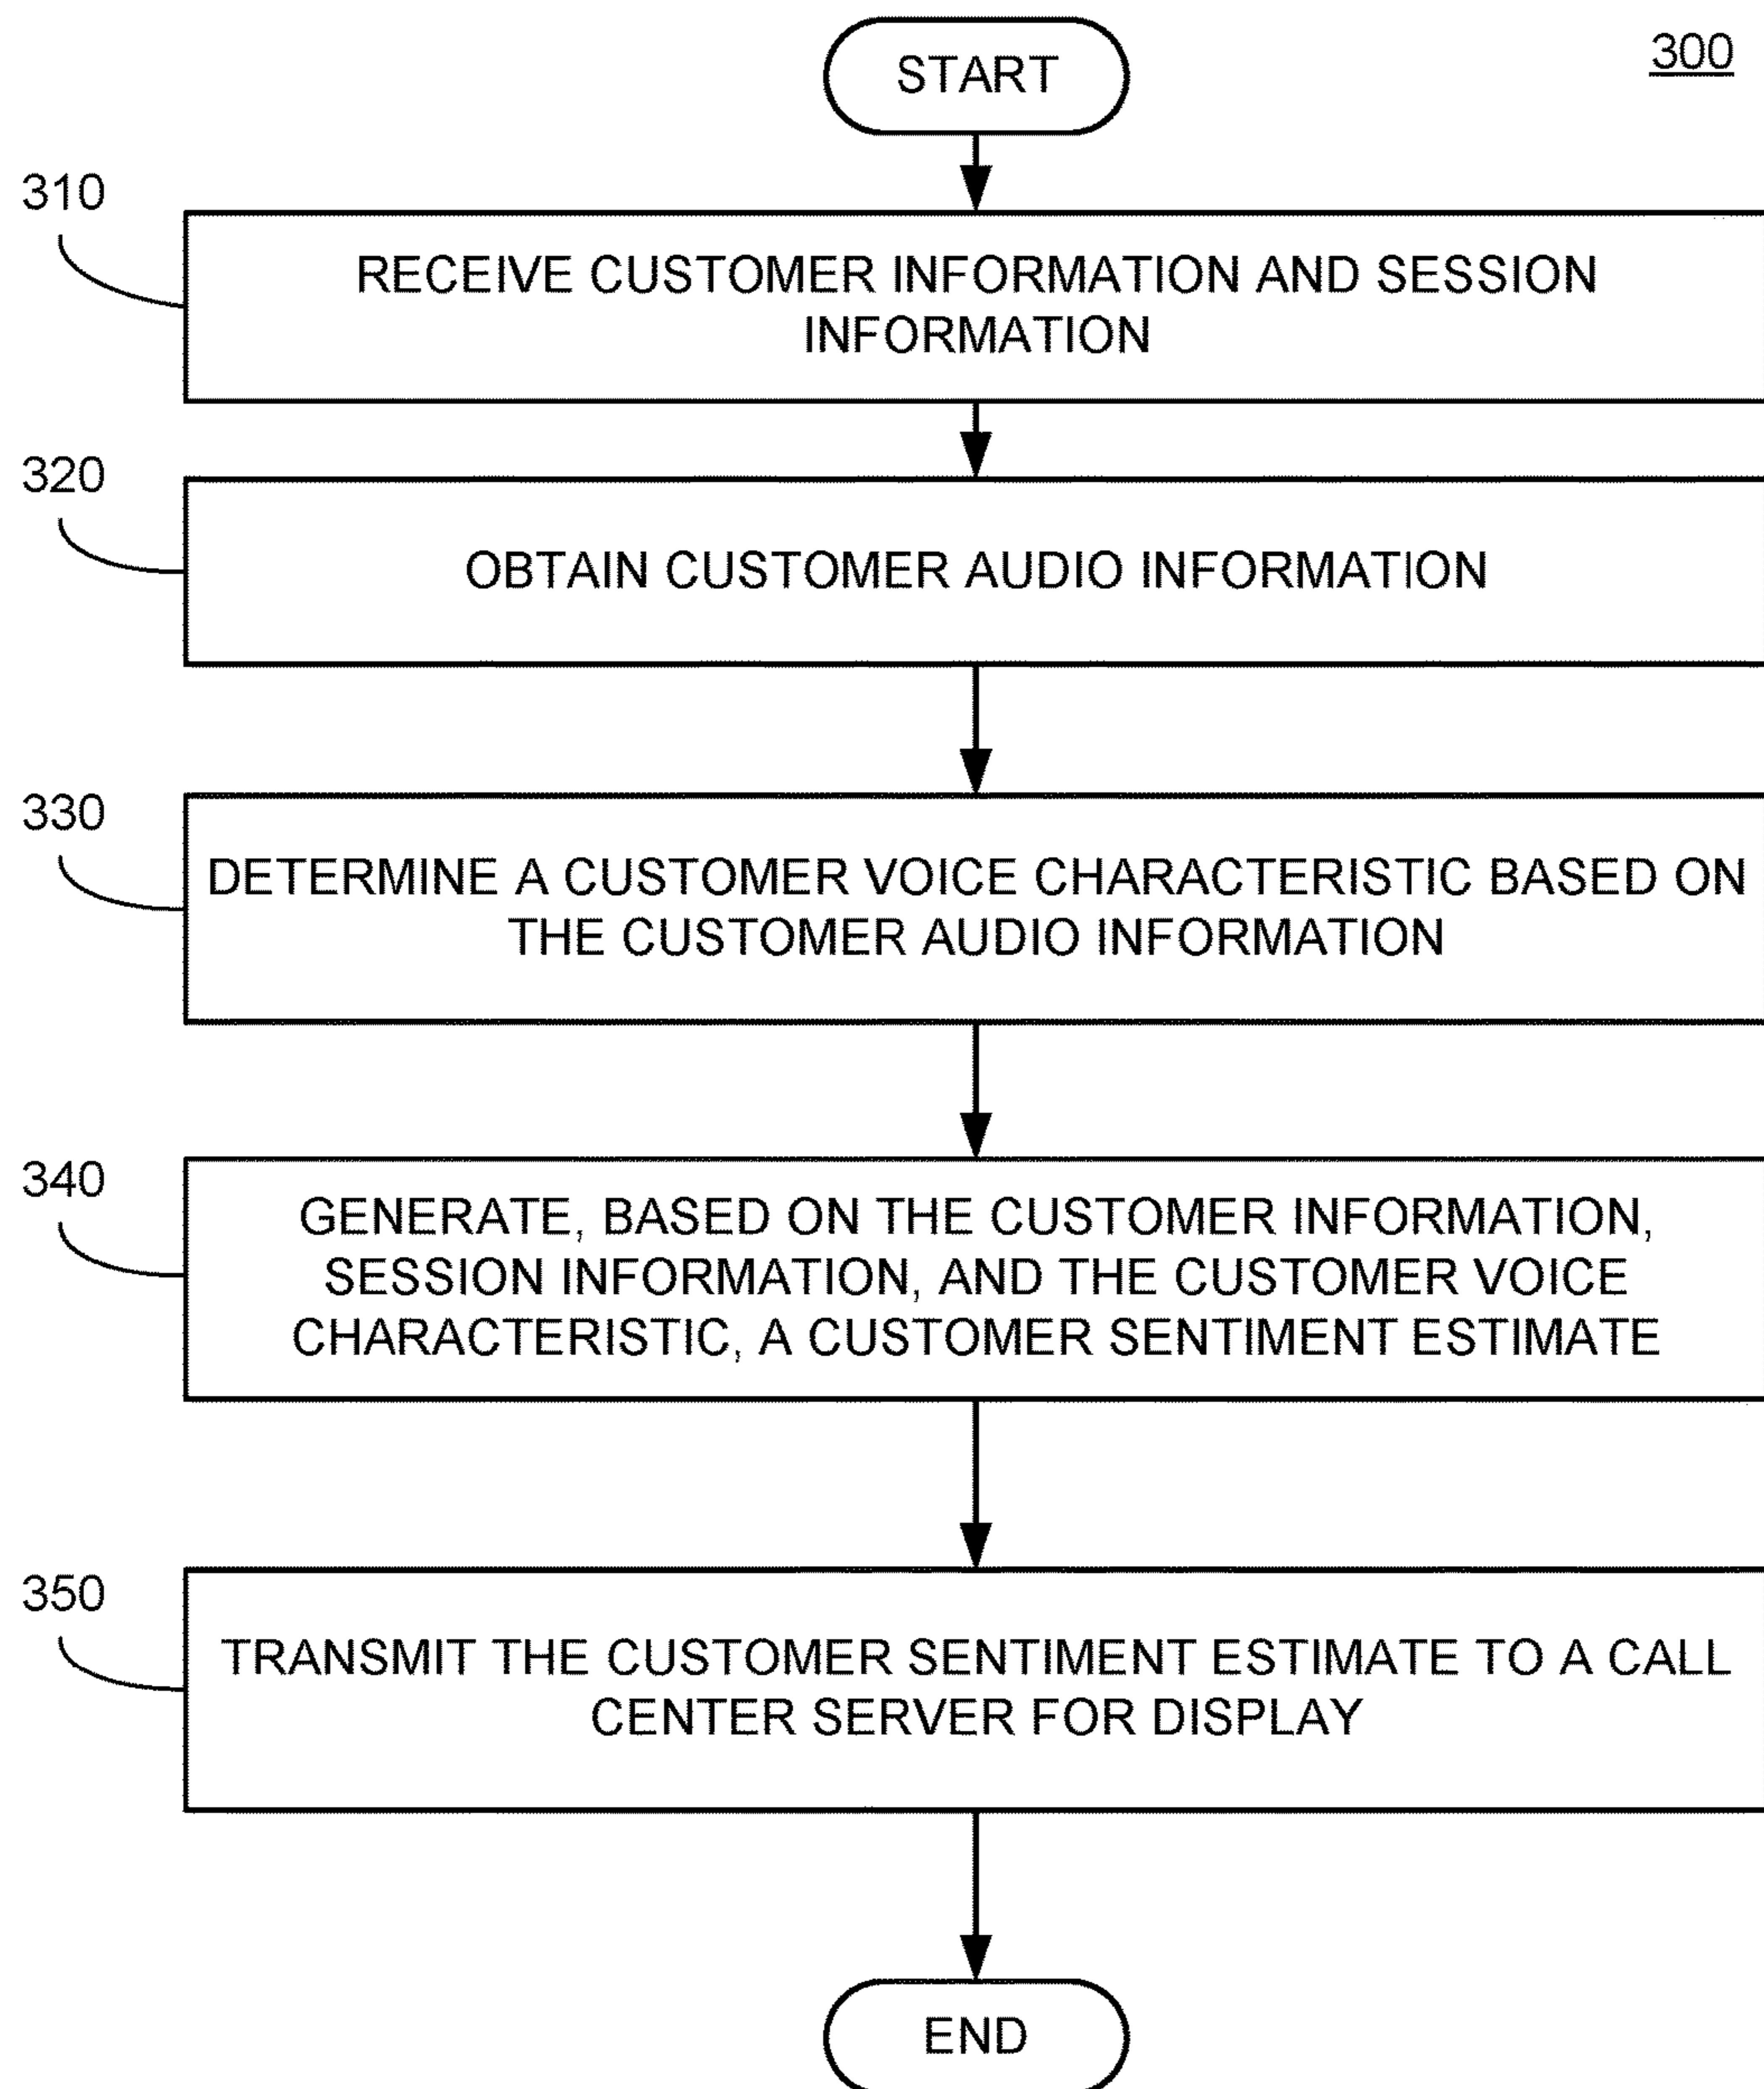 START
300
310
RECEIVE CUSTOMER INFORMATION AND SESSION
INFORMATION
320
OBTAIN CUSTOMER AUDIO INFORMATION
330
DETERMINE A CUSTOMER VOICE CHARACTERISTIC BASED ON
THE CUSTOMER AUDIO INFORMATION
340
GENERATE, BASED ON THE CUSTOMER INFORMATION,
SESSION INFORMATION, AND THE CUSTOMER VOICE
CHARACTERISTIC, A CUSTOMER SENTIMENT ESTIMATE
350
TRANSMIT THE CUSTOMER SENTIMENT ESTIMATE TO A CALL
CENTER SERVER FOR DISPLAY
END